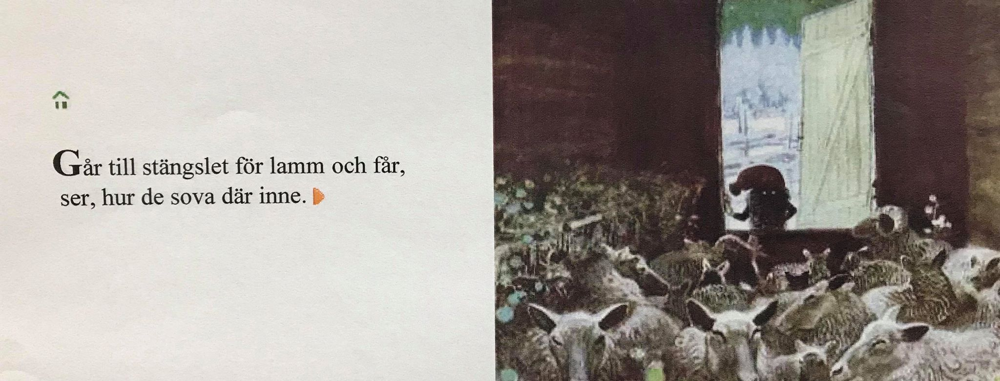 Går till stängslet för lamm och får,
ser, hur de sova där inne.